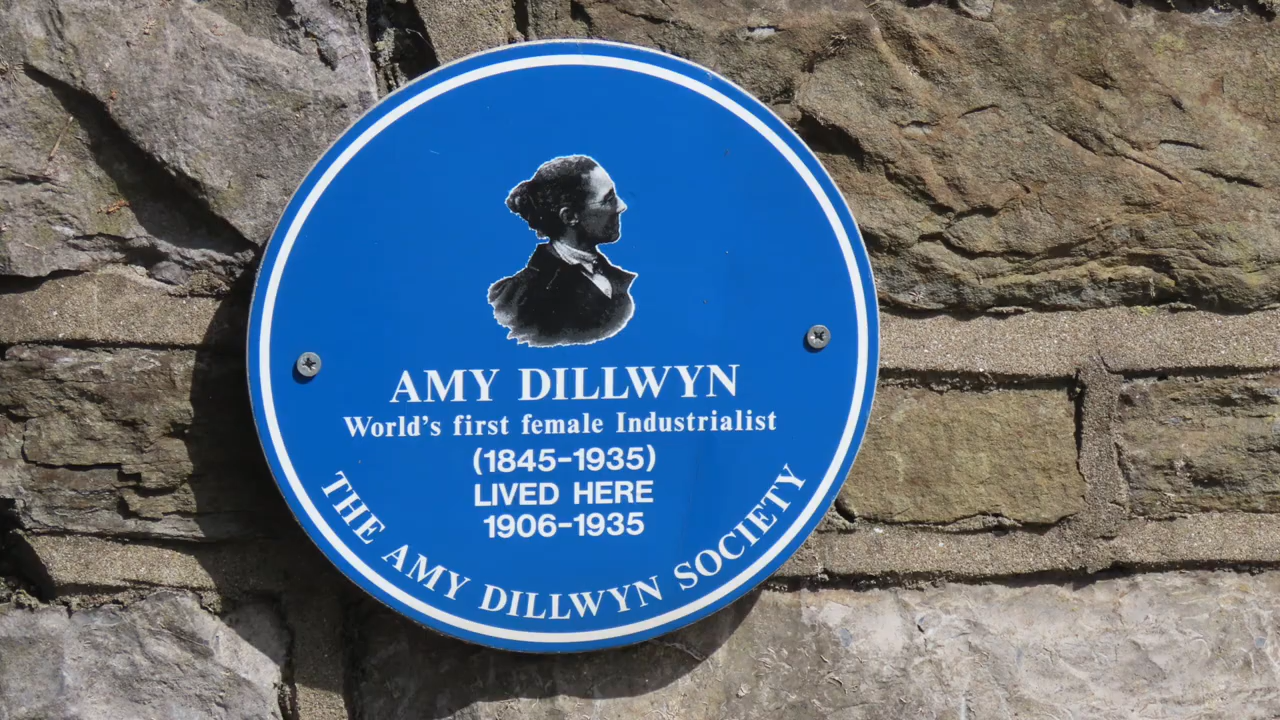 AMY DILLWYN
World's first female Industrialist
(1845-1935)
LIVED HERE
1906-1935
THE AMY DILLWYN SOCIETY